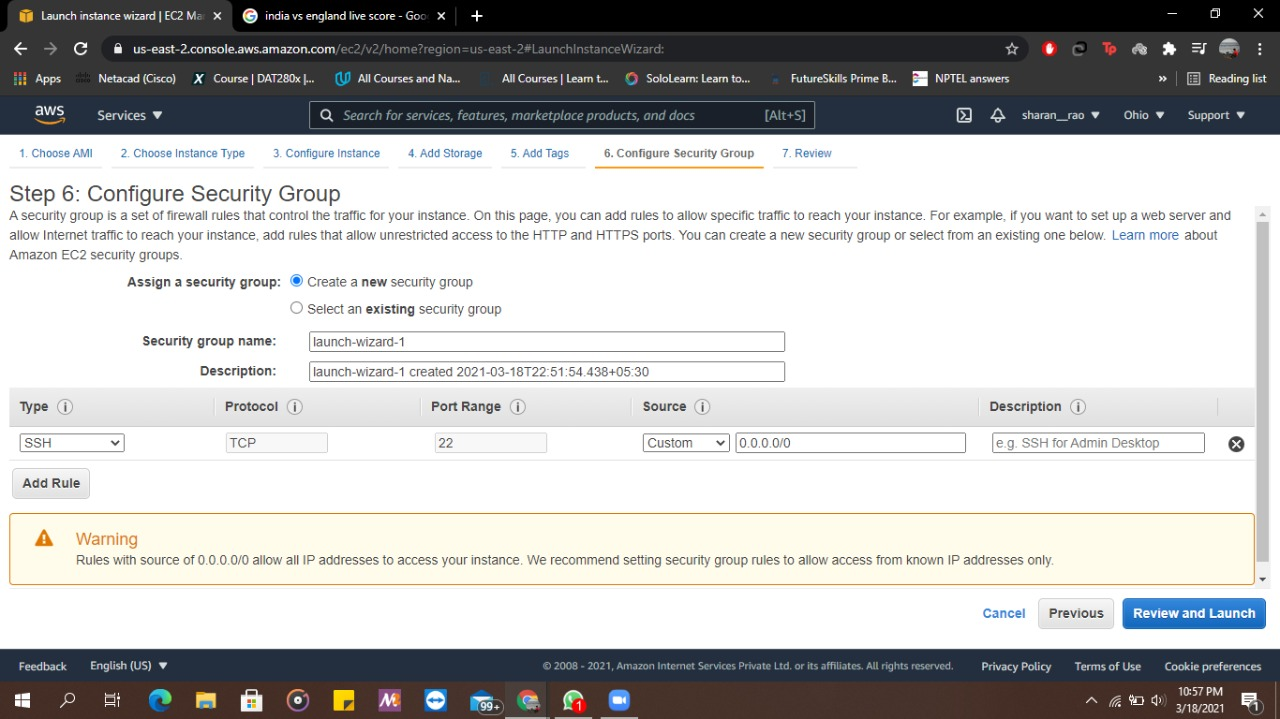 Launch instance wizard | EC2 Ma
india vs england live score - Goo
us-east-2.console.aws.amazon.com/ec2/v2/home?region=us-east-2#LaunchInstanceWizard:
Apps
Netacad (Cisco)
Course | DAT280x |...
All Courses and Na...
All Courses | Learn t...
SoloLearn: Learn to...
FutureSkills Prime B...
NPTEL answers
»
Reading list
aws
Services
Search for services, features, marketplace products, and docs
[Alt+S]
sharan__rao
Ohio
Support
1. Choose AMI
2. Choose Instance Type
3. Configure Instance
4. Add Storage
5. Add Tags
6. Configure Security Group
7. Review
Step 6: Configure Security Group
A security group is a set of firewall rules that control the traffic for your instance. On this page, you can add rules to allow specific traffic to reach your instance. For example, if you want to set up a web server and
allow Internet traffic to reach your instance, add rules that allow unrestricted access to the HTTP and HTTPS ports. You can create a new security group or select from an existing one below. Learn more about
Amazon EC2 security groups.
Assign a security group:
Create a new security group
Select an existing security group
Security group name:
launch-wizard-1
Description:
launch-wizard-1 created 2021-03-18T22:51:54.438+05:30
Type
Protocol
Port Range
Source
Description
SSH
TCP
22
Custom
0.0.0.0/0
e.g. SSH for Admin Desktop
Add Rule
Warning
Rules with source of 0.0.0.0/0 allow all IP addresses to access your instance. We recommend setting security group rules to allow access from known IP addresses only.
Cancel
Previous
Review and Launch
Feedback
English (US)
© 2008 - 2021, Amazon Internet Services Private Ltd. or its affiliates. All rights reserved.
Privacy Policy
Terms of Use
Cookie preferences
99+
1
10:57 PM
3/18/2021
1